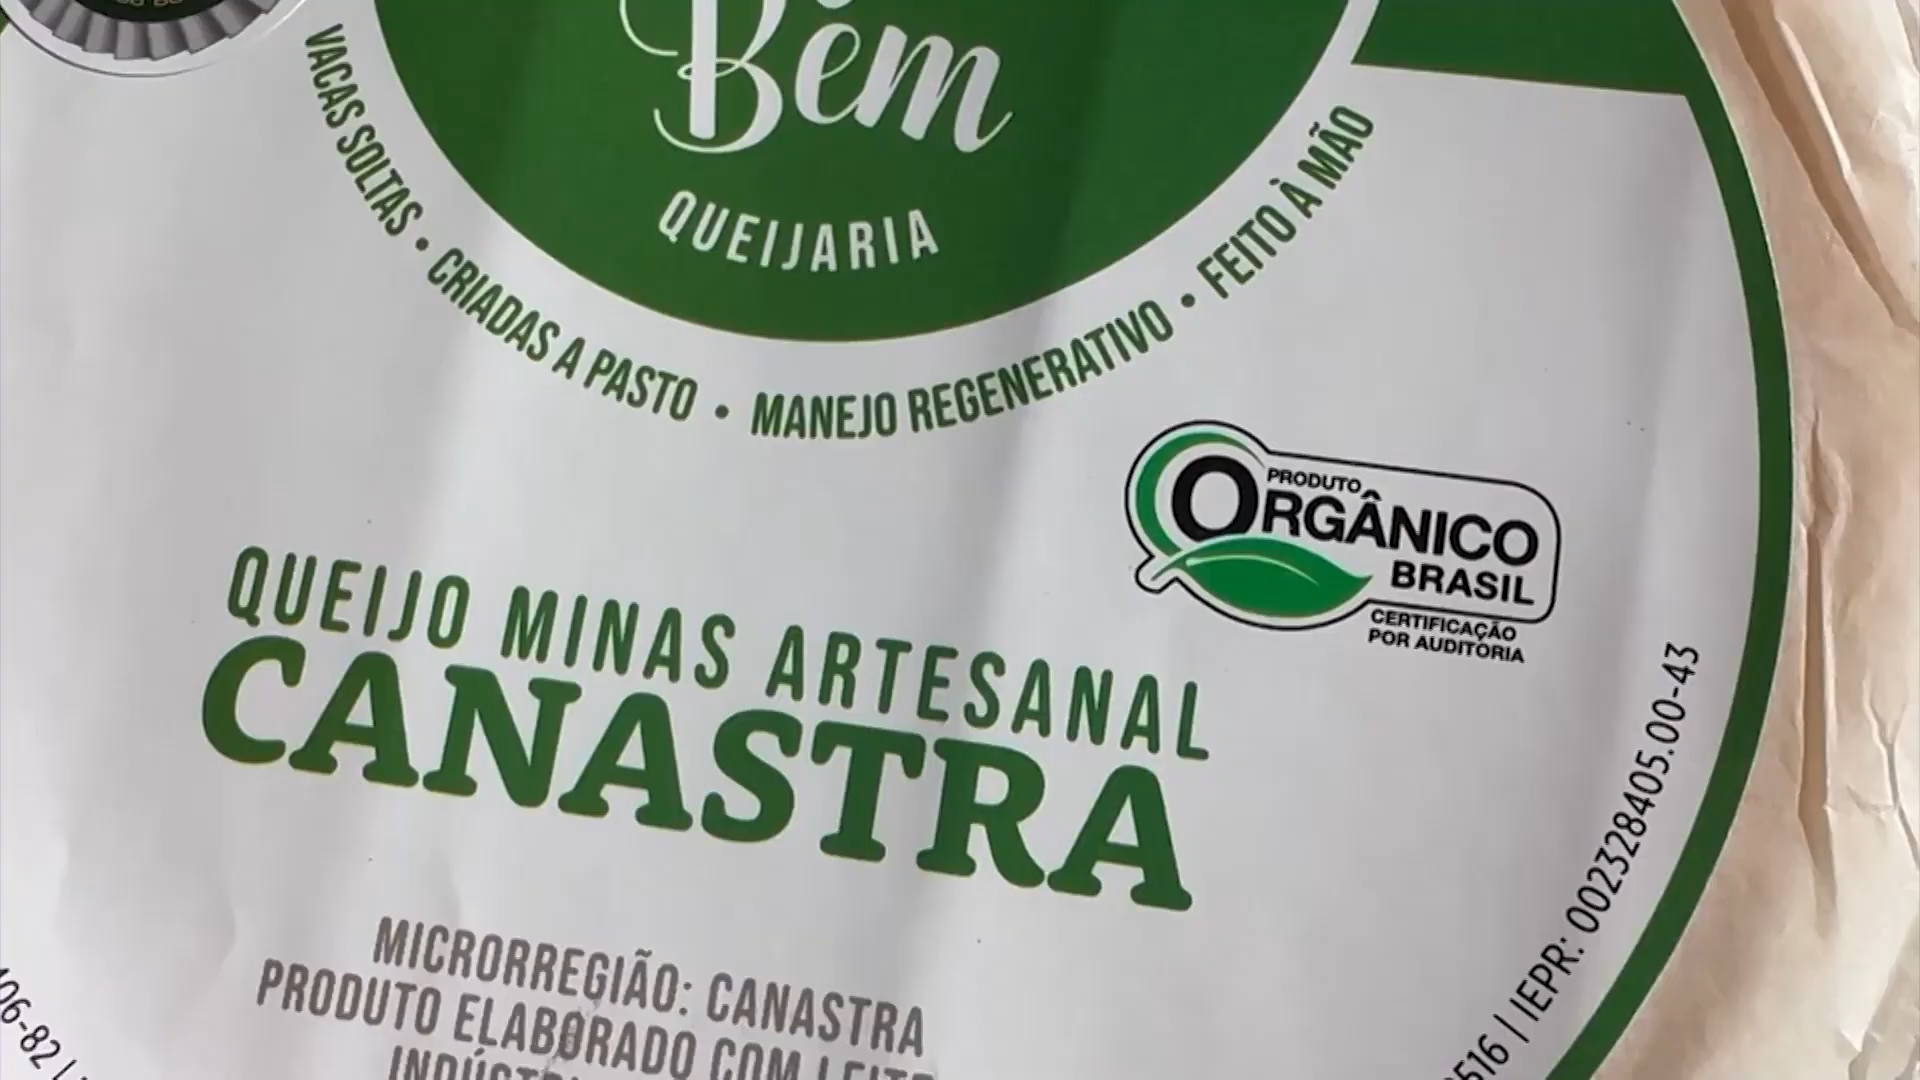 Bem
QUEIJARIA
VACAS SOLTAS • CRIADAS A PASTO • MANEJO REGENERATIVO • FEITO À MÃO
PRODUTO
ORGÂNICO
BRASIL
CERTIFICAÇÃO
POR AUDITORIA
QUEIJO MINAS ARTESANAL
CANASTRA
MICRORREGIÃO: CANASTRA
PRODUTO ELABORADO COM LEITE
06-82 |
516 | IEPR: 002328405.00-43